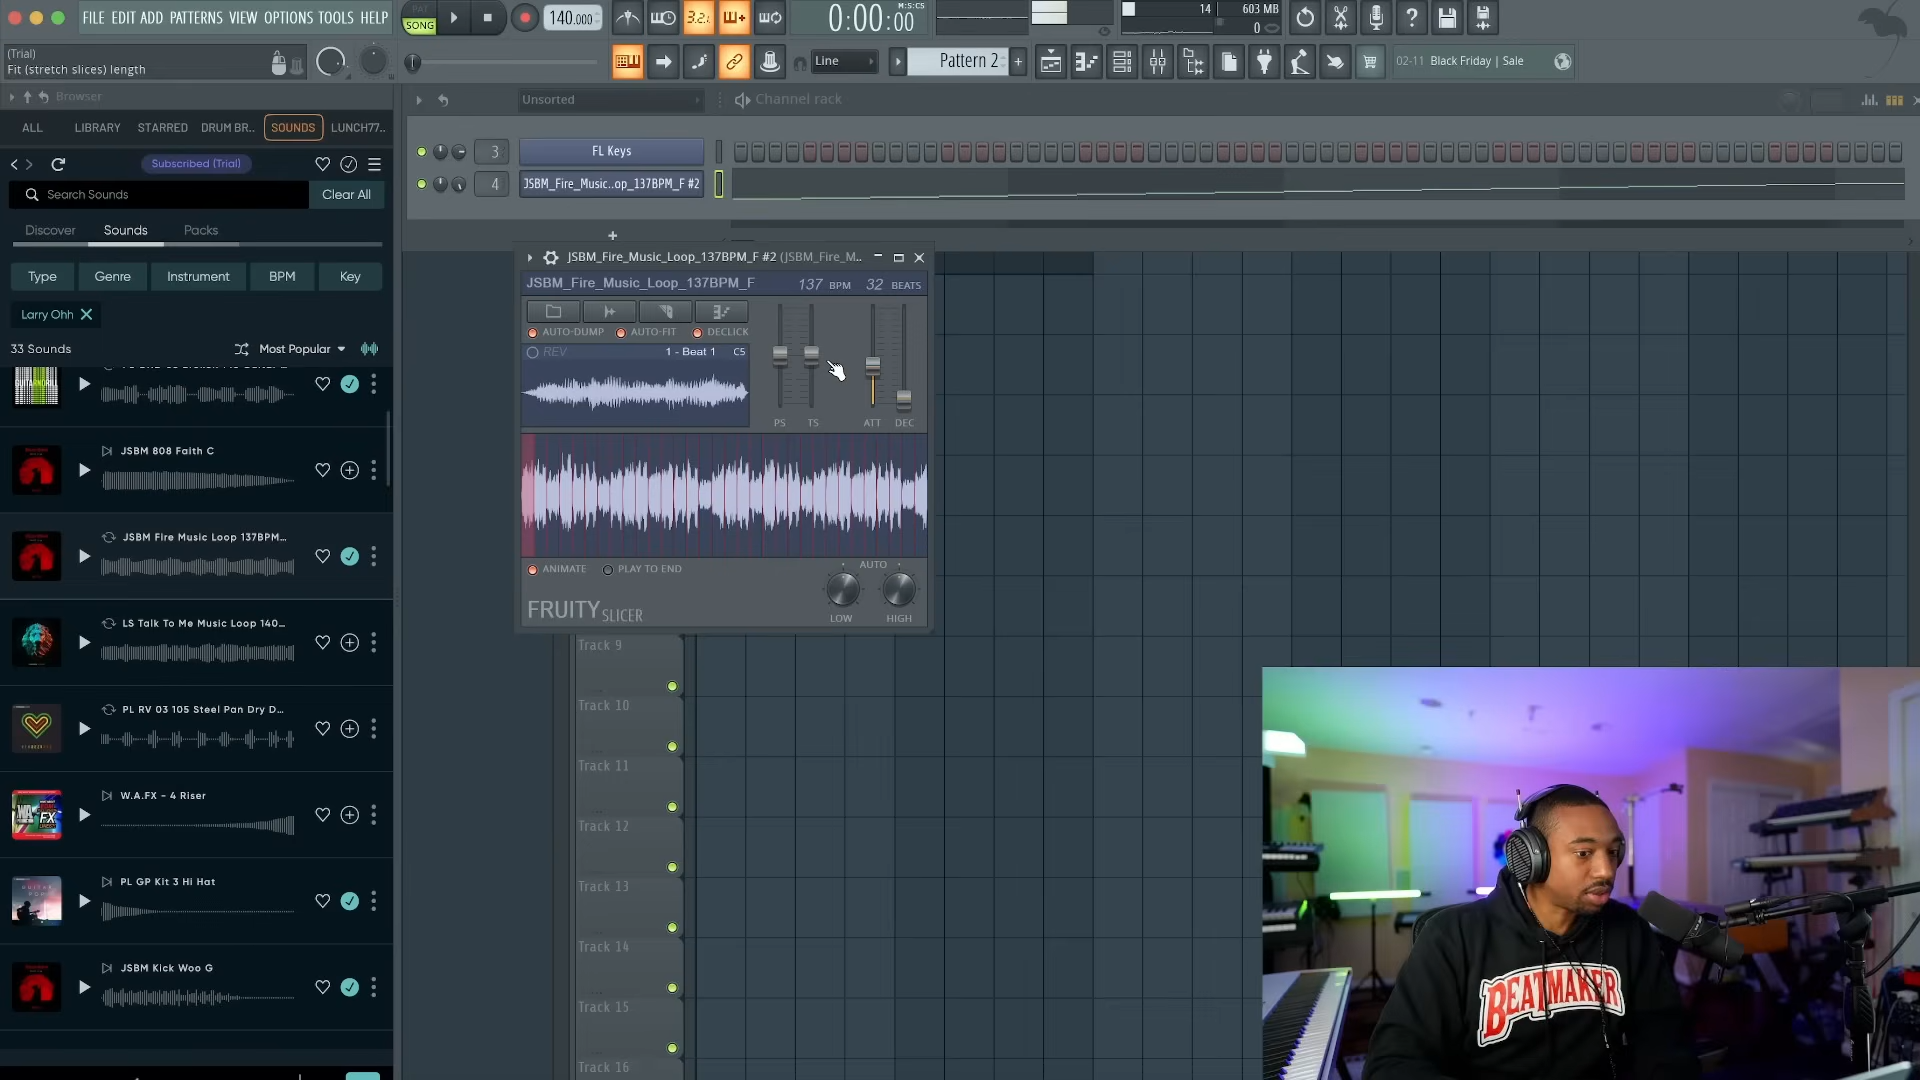 FILE EDIT ADD PATTERNS VIEW OPTIONS TOOLS HELP
PAT
SONG
140.000
3.2.
0:00:00
M:S:CS
14
603 MB
0
(Trial)
Fit (stretch slices) length
Line
Pattern 2
02-11 Black Friday | Sale
Browser
Unsorted
Channel rack
ALL
LIBRARY
STARRED
DRUM BR..
SOUNDS
LUNCH77..
Subscribed (Trial)
Search Sounds
Clear All
Discover
Sounds
Packs
Type
Genre
Instrument
BPM
Key
Larry Ohh
33 Sounds
Most Popular
JSBM 808 Faith C
JSBM Fire Music Loop 137BPM...
LS Talk To Me Music Loop 140...
PL RV 03 105 Steel Pan Dry D...
W.A.FX - 4 Riser
PL GP Kit 3 Hi Hat
JSBM Kick Woo G
3
FL Keys
4
JSBM_Fire_Music..op_137BPM_F #2
JSBM_Fire_Music_Loop_137BPM_F #2 (JSBM_Fire_M..
JSBM_Fire_Music_Loop_137BPM_F
137 BPM
32 BEATS
AUTO-DUMP
AUTO-FIT
DECLICK
REV
1 - Beat 1
C5
PS
TS
ATT
DEC
ANIMATE
PLAY TO END
AUTO
LOW
HIGH
FRUITY SLICER
Track 9
Track 10
Track 11
Track 12
Track 13
Track 14
Track 15
Track 16
BEATMAKER